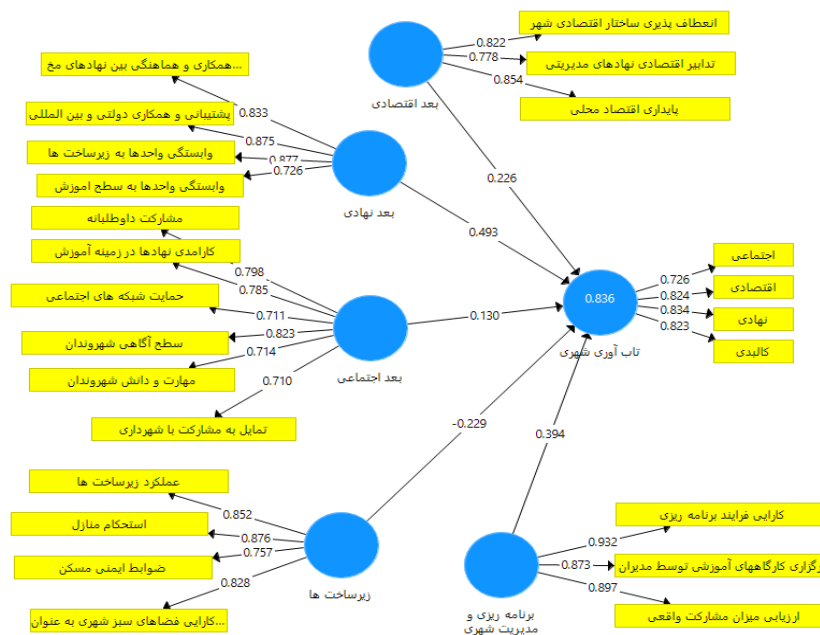 انعطاف پذیری ساختار اقتصادی شهر
0.822
تدابیر اقتصادی نهادهای مدیریتی
0.778
پایداری اقتصاد محلی
0.854
بعد اقتصادی
0.226
همکاری و هماهنگی بین نهادهای مخ...
0.833
پشتیبانی و همکاری دولتی و بین المللی
0.875
وابستگی واحدها به زیرساخت ها
0.877
وابستگی واحدها به سطح اموزش
0.726
بعد نهادی
0.493
مشارکت داوطلبانه
0.798
کارامدی نهادها در زمینه آموزش
0.785
حمایت شبکه های اجتماعی
0.711
سطح آگاهی شهروندان
0.823
مهارت و دانش شهروندان
0.714
تمایل به مشارکت با شهرداری
0.710
بعد اجتماعی
0.130
0.836
تاب آوری شهری
اجتماعی
0.726
اقتصادی
0.824
نهادی
0.834
کالبدی
0.823
-0.229
0.394
عملکرد زیرساخت ها
0.852
استحکام منازل
0.876
ضوابط ایمنی مسکن
0.757
کارایی فضاهای سبز شهری به عنوان...
0.828
زیرساخت ها
کارایی فرایند برنامه ریزی
0.932
رگزاری کارگاههای آموزشی توسط مدیران
0.873
ارزیابی میزان مشارکت واقعی
0.897
برنامه ریزی و
مدیریت شهری